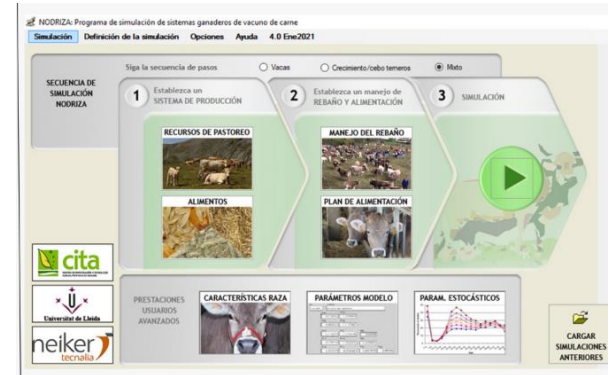 NODRIZA: Programa de simulación de sistemas ganaderos de vacuno de carne
Simulación Definición de la simulación Opciones Ayuda 4.0 Ene2021
Siga la secuencia de pasos Vacas Crecimiento/cebo terneros Mixto
SECUENCIA DE
SIMULACIÓN
NODRIZA
1 Establezca un
SISTEMA DE PRODUCCIÓN
2 Establezca un manejo de
REBAÑO Y ALIMENTACIÓN
3 SIMULACIÓN
RECURSOS DE PASTOREO
ALIMENTOS
MANEJO DEL REBAÑO
PLAN DE ALIMENTACIÓN
cita
Universitat de Lleida
neiker
tecnalia
PRESTACIONES
USUARIOS
AVANZADOS
CARACTERÍSTICAS RAZA
PARÁMETROS MODELO
PARAM. ESTOCÁSTICOS
CARGAR
SIMULACIONES
ANTERIORES